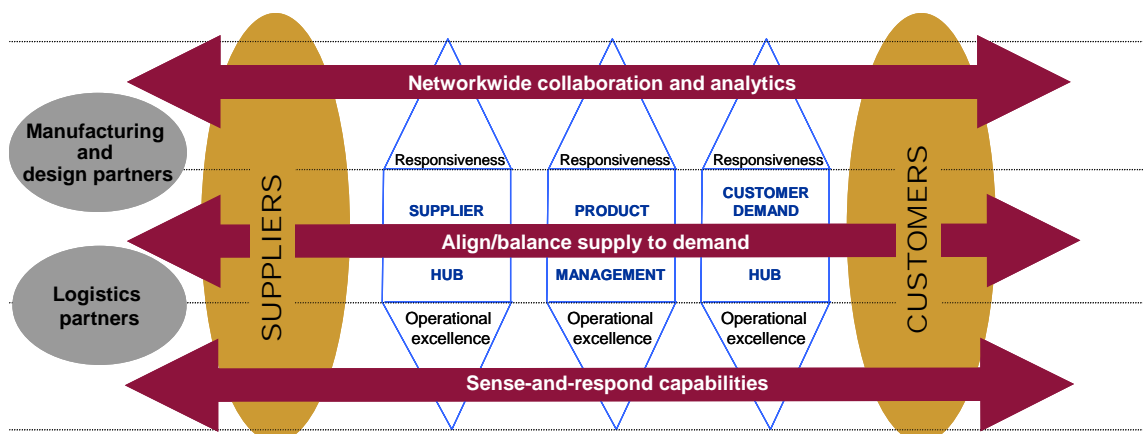 Networkwide collaboration and analytics
Manufacturing
and
design partners
Responsiveness
Responsiveness
Responsiveness
SUPPLIERS
SUPPLIER
PRODUCT
CUSTOMER
DEMAND
CUSTOMERS
Align/balance supply to demand
HUB
MANAGEMENT
HUB
Logistics
partners
Operational
excellence
Operational
excellence
Operational
excellence
Sense-and-respond capabilities